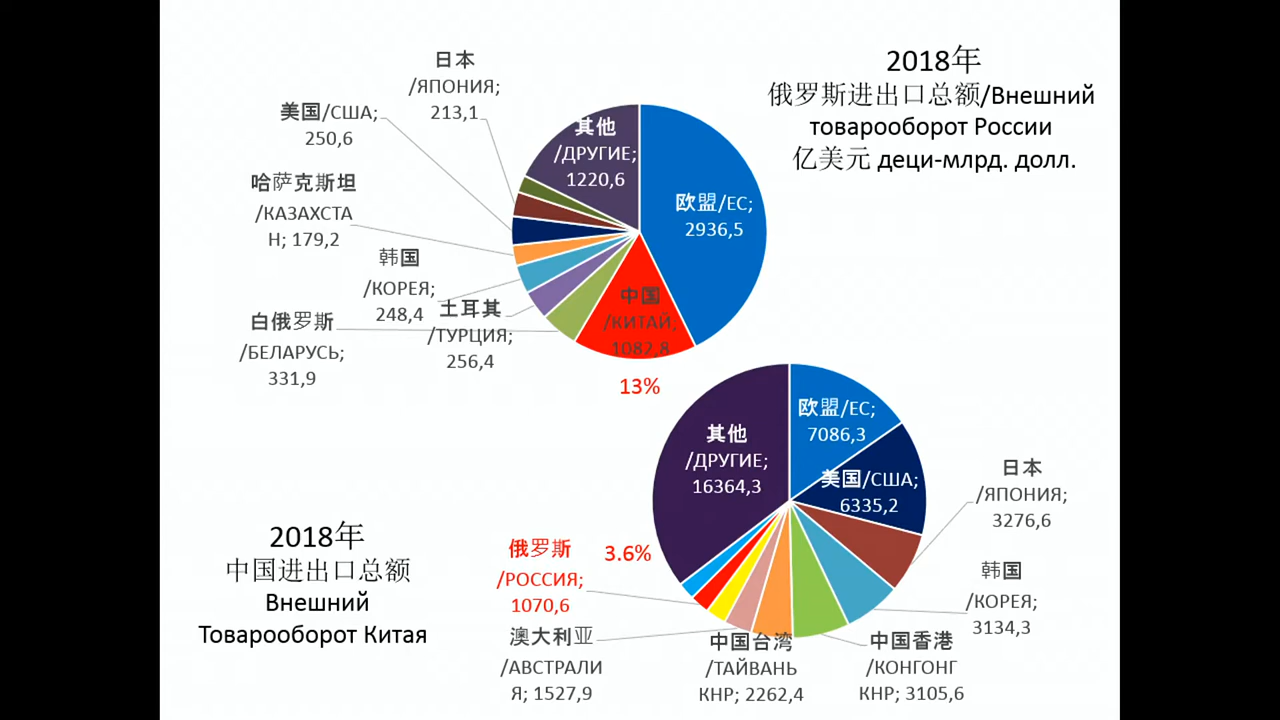 2018年
俄罗斯进出口总额/Внешний
товарооборот России
亿美元 деци-млрд. долл.
日本
/ЯПОНИЯ;
213,1
美国/США;
250,6
哈萨克斯坦
/КАЗАХСТА
Н; 179,2
韩国
/КОРЕЯ;
248,4
土耳其
/ТУРЦИЯ;
256,4
白俄罗斯
/БЕЛАРУСЬ;
331,9
其他
/ДРУГИЕ;
1220,6
欧盟/ЕС;
2936,5
中国
/КИТАЙ;
1082,8
13%
2018年
中国进出口总额
Внешний
Товарооборот Китая
其他
/ДРУГИЕ;
16364,3
欧盟/ЕС;
7086,3
美国/США;
6335,2
日本
/ЯПОНИЯ;
3276,6
韩国
/КОРЕЯ;
3134,3
中国香港
/КОНГОНГ
КНР; 3105,6
中国台湾
/ТАЙВАНЬ
КНР; 2262,4
澳大利亚
/АВСТРАЛИ
Я; 1527,9
俄罗斯
/РОССИЯ;
1070,6
3.6%